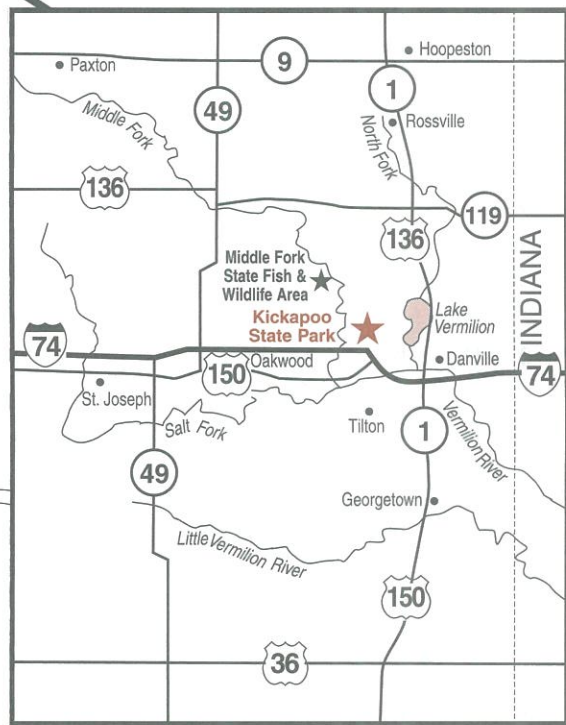 Hoopeston
9
Paxton
1
49
Middle Fork
Rossville
North Fork
136
119
136
Middle Fork
State Fish &
Wildlife Area
INDIANA
Kickapoo
State Park
Lake
Vermilion
74
Oakwood
Danville
74
150
St. Joseph
Salt Fork
Tilton
1
Vermilion
River
49
Georgetown
Little Vermilion River
150
36